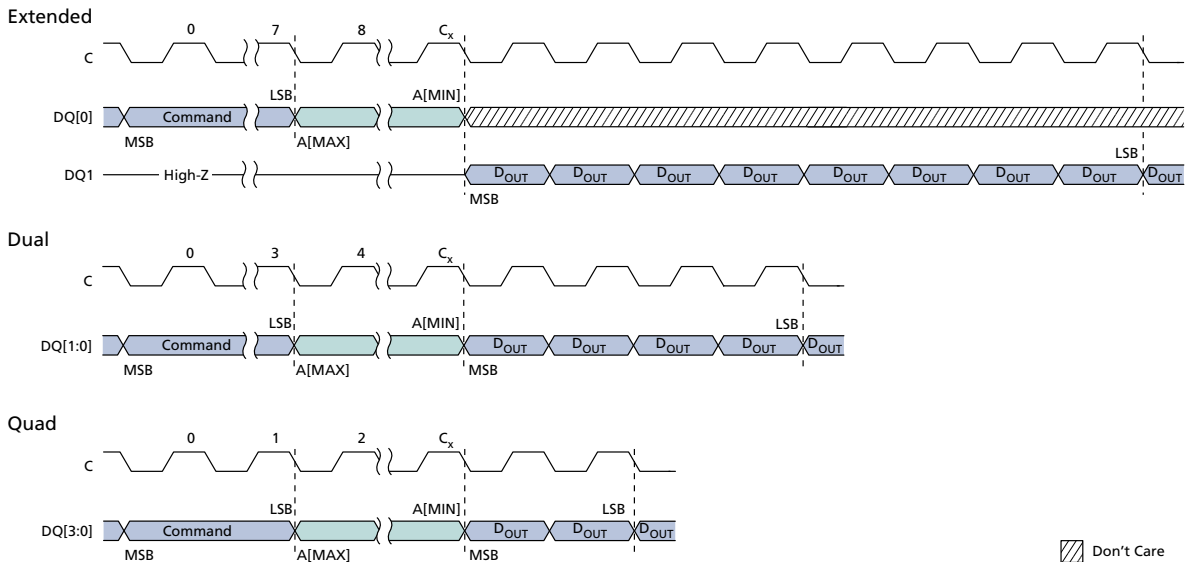 Extended
0 7 8 Cx
C
LSB A[MIN]
DQ[0] Command
MSB A[MAX]
LSB
DQ1 High-Z DOUT DOUT DOUT DOUT DOUT DOUT DOUT DOUT DOUT
MSB
Dual
0 3 4 Cx
C
LSB A[MIN] LSB
DQ[1:0] Command DOUT DOUT DOUT DOUT DOUT
MSB A[MAX] MSB
Quad
0 1 2 Cx
C
LSB A[MIN] LSB
DQ[3:0] Command DOUT DOUT DOUT
MSB A[MAX] MSB
Don't Care